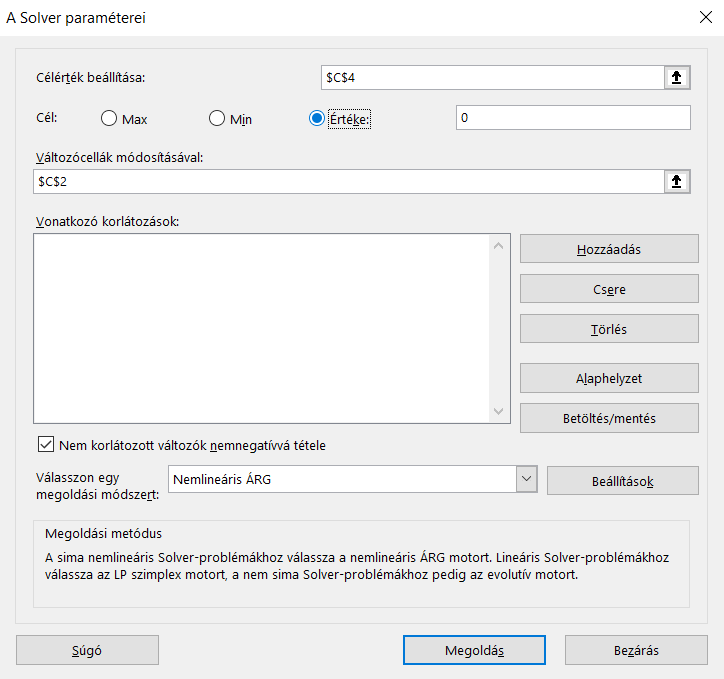 A Solver paraméterei
Célérték beállítása:
$C$4
Cél:
Max
Min
Értéke:
0
Változócellák módosításával:
$C$2
Vonatkozó korlátozások:
Hozzáadás
Csere
Törlés
Alaphelyzet
Betöltés/mentés
Nem korlátozott változók nemnegatívvá tétele
Válasszon egy
megoldási módszert:
Nemlineáris ÁRG
Beállítások
Megoldási metódus
A sima nemlineáris Solver-problémákhoz válassza a nemlineáris ÁRG motort. Lineáris Solver-problémákhoz
válassza az LP szimplex motort, a nem sima Solver-problémákhoz pedig az evolutív motort.
Súgó
Megoldás
Bezárás